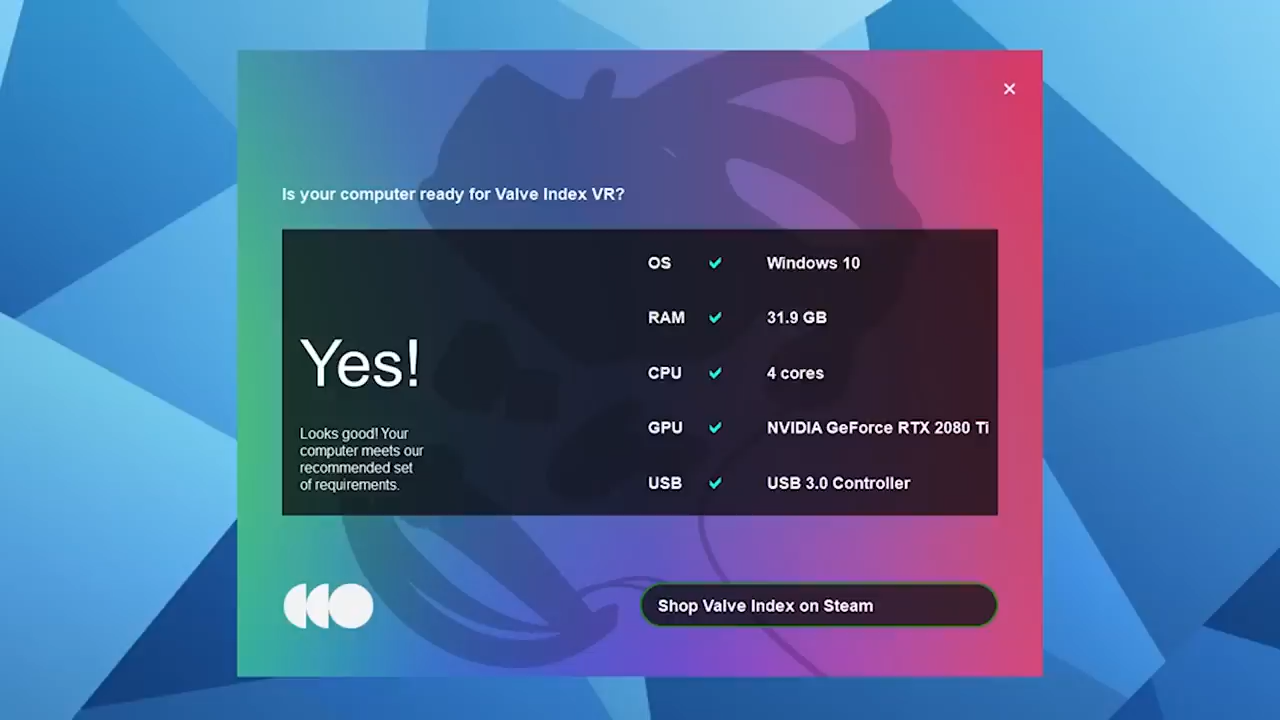 Is your computer ready for Valve Index VR?
Yes!
Looks good! Your
computer meets our
recommended set
of requirements.
OS Windows 10
RAM 31.9 GB
CPU 4 cores
GPU NVIDIA GeForce RTX 2080 Ti
USB USB 3.0 Controller
Shop Valve Index on Steam